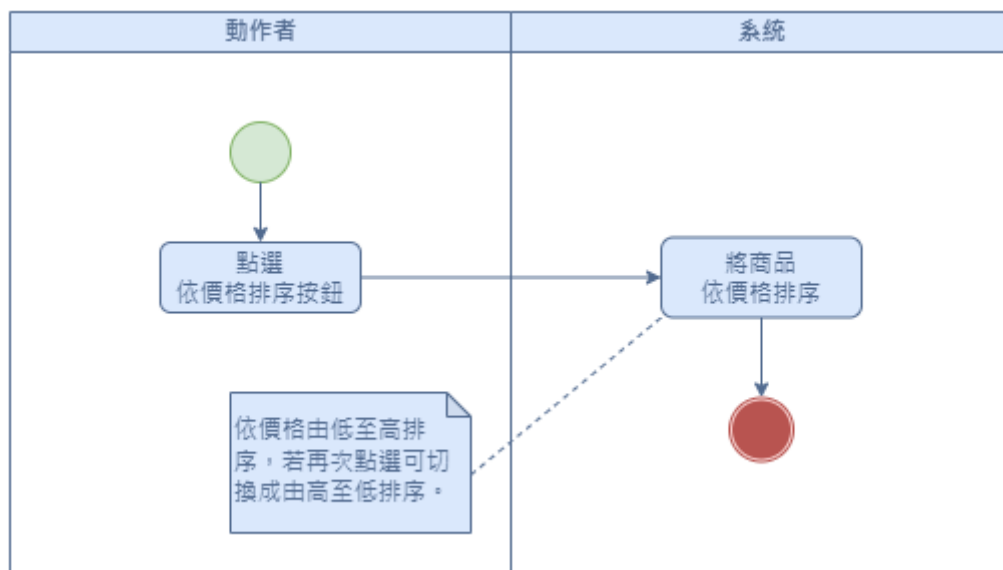 動作者
系統
點選
依價格排序按鈕
將商品
依價格排序
依價格由低至高排
序，若再次點選可切
換成由高至低排序。